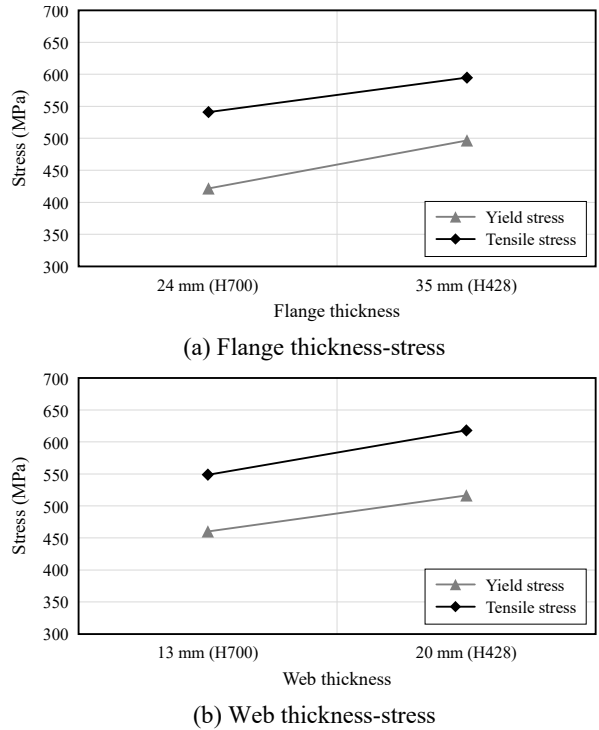 700
650
600
550
500
450
400
350
300
Stress (MPa)
Yield stress
Tensile stress
24 mm (H700) 35 mm (H428)
Flange thickness
(a) Flange thickness-stress
700
650
600
550
500
450
400
350
300
Stress (MPa)
Yield stress
Tensile stress
13 mm (H700) 20 mm (H428)
Web thickness
(b) Web thickness-stress